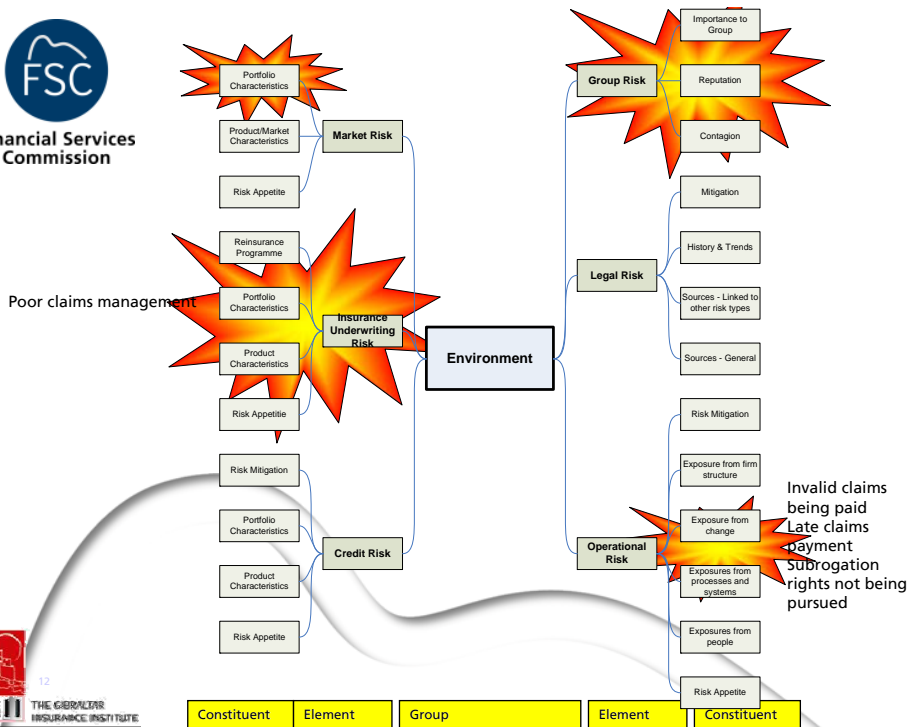 FSC
nancial Services
Commission
Portfolio
Characteristics
Product/Market
Characteristics
Risk Appetite
Market Risk
Reinsurance
Programme
Poor claims management
Portfolio
Characteristics
Product
Characteristics
Risk Appetitie
Insurance
Underwriting
Risk
Risk Mitigation
Portfolio
Characteristics
Product
Characteristics
Risk Appetite
Credit Risk
Environment
Group Risk
Importance to
Group
Reputation
Contagion
Legal Risk
Mitigation
History & Trends
Sources - Linked to
other risk types
Sources - General
Operational
Risk
Risk Mitigation
Exposure from firm
structure
Exposure from
change
Exposures from
processes and
systems
Exposures from
people
Risk Appetite
Invalid claims
being paid
Late claims
payment
Subrogation
rights not being
pursued
12
THE GIBRALTAR
INSURANCE INSTITUTE
Constituent Element Group Element Constituent